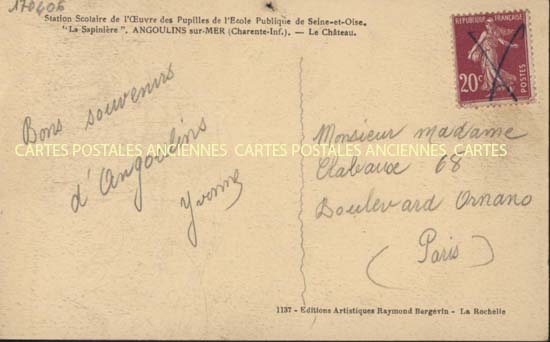 170606
Station Scolaire de l'Œuvre des Pupilles de l'Ecole Publique de Seine-et-Oise.
"La Sapinière", ANGOULINS sur-MER (Charente-Inf.). — Le Château.
REPUBLIQUE FRANÇAISE
20c
POSTES
Bons souvenirs
d'Angoulins
Yvonne
Monsieur madame
Clabaux 68
Boulevard Ornano
(Paris)
CARTES POSTALES ANCIENNES CARTES POSTALES ANCIENNES CARTES
1137 - Editions Artistiques Raymond Bergevin - La Rochelle